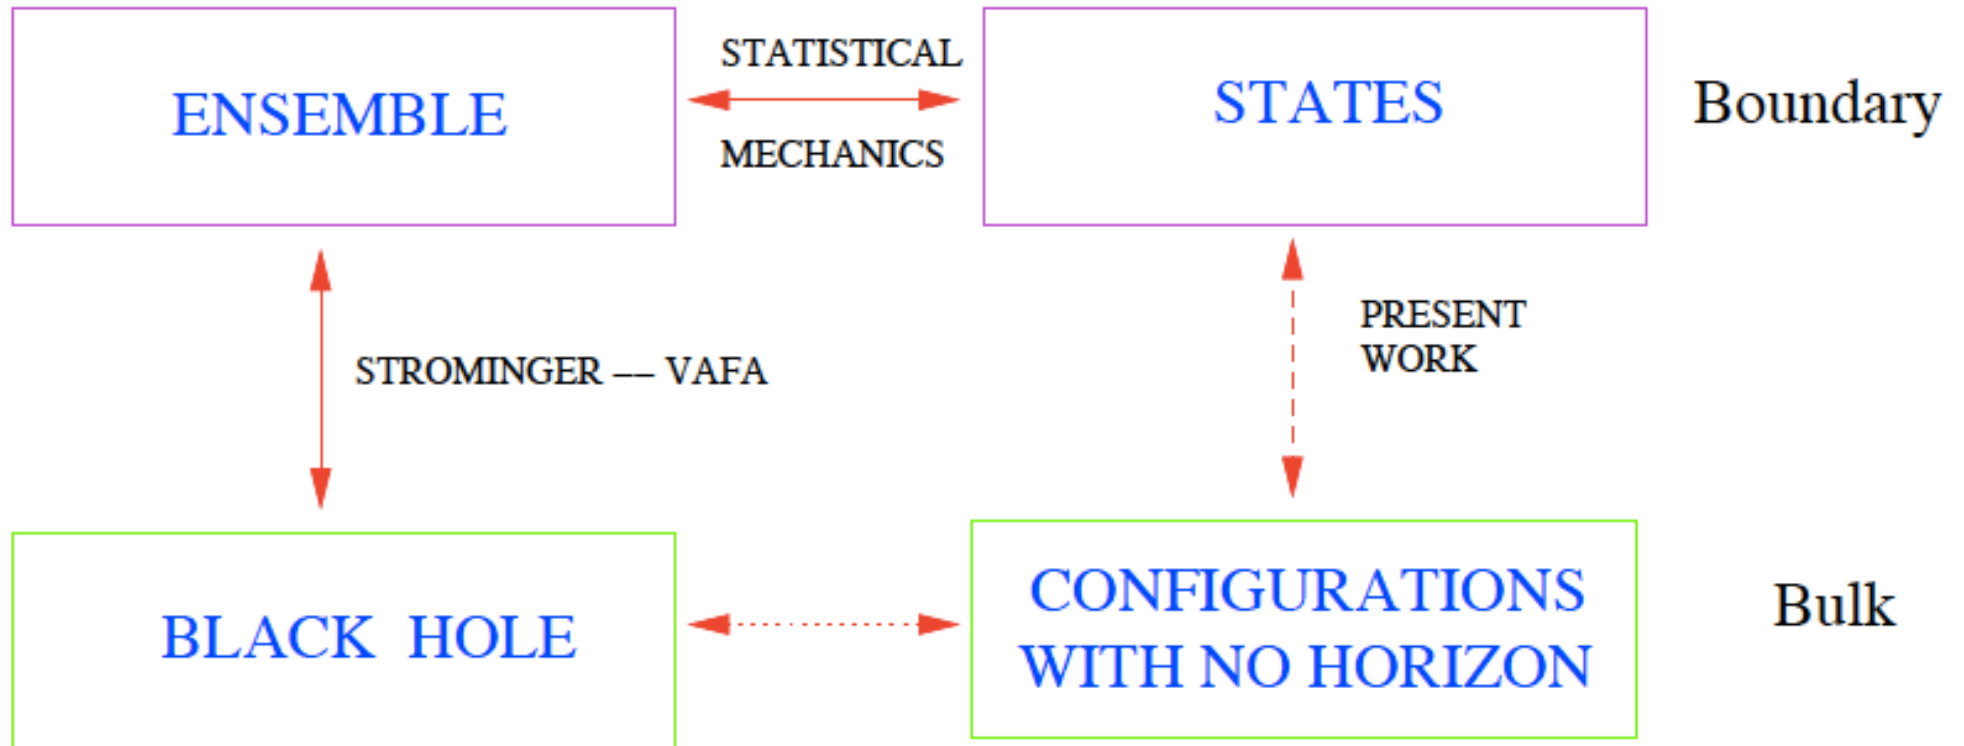 ENSEMBLE
STATISTICAL
MECHANICS
STATES
Boundary
STROMINGER -- VAFA
PRESENT
WORK
BLACK HOLE
CONFIGURATIONS
WITH NO HORIZON
Bulk